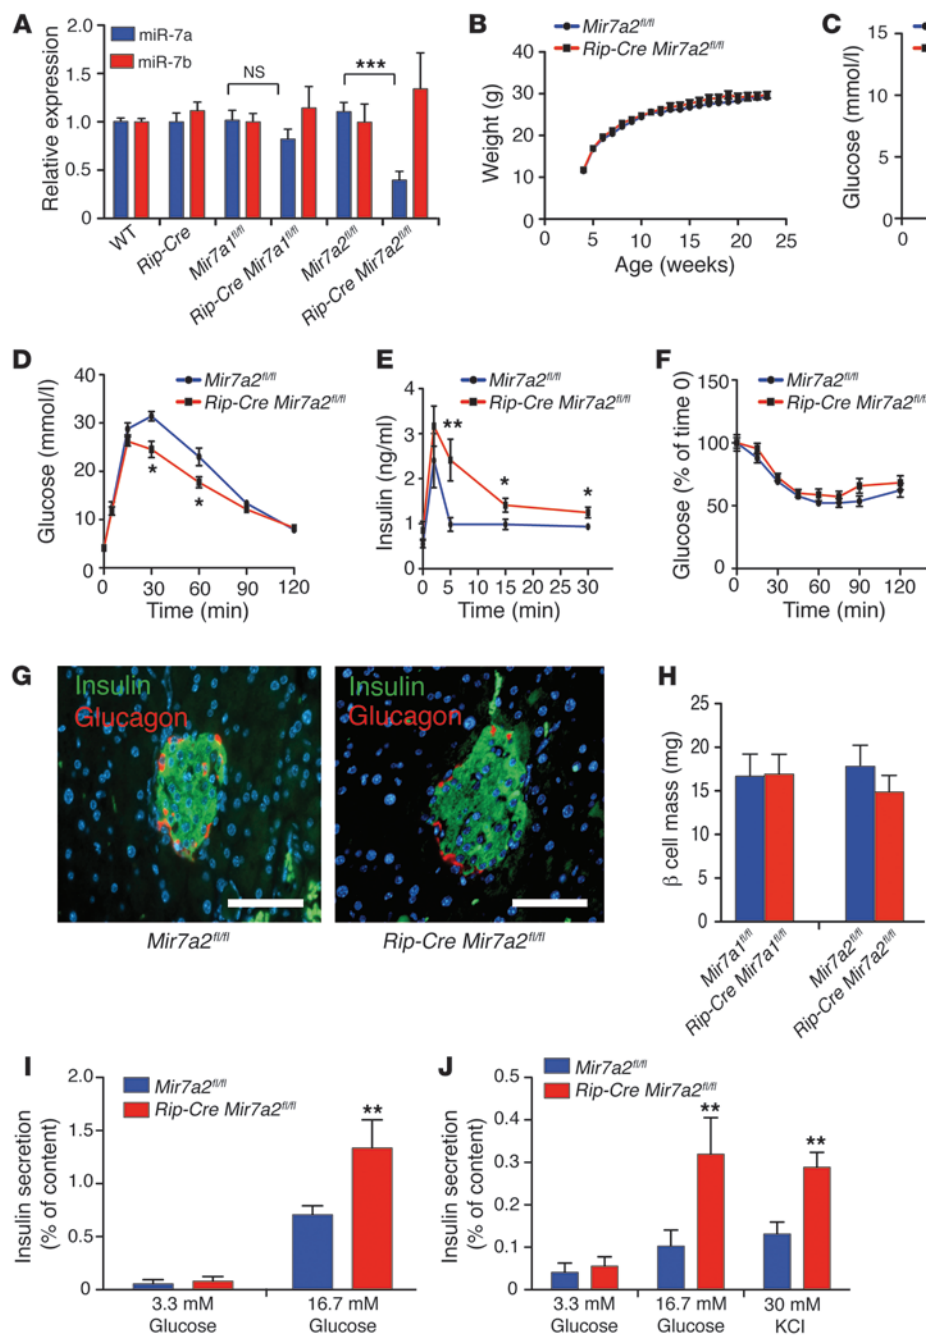 A
2.0
1.5
1.0
0.5
0
Relative expression
miR-7a
miR-7b
NS
***
WT
Rip-Cre
Mir7a1fl/fl
Rip-Cre Mir7a1fl/fl
Mir7a2fl/fl
Rip-Cre Mir7a2fl/fl
B
Mir7a2fl/fl
Rip-Cre Mir7a2fl/fl
40
30
20
10
0
Weight (g)
0 5 10 15 20 25
Age (weeks)
C
15
10
5
0
Glucose (mmol/l)
0
D
Mir7a2fl/fl
Rip-Cre Mir7a2fl/fl
40
30
20
10
0
Glucose (mmol/l)
*
*
0 30 60 90 120
Time (min)
E
Mir7a2fl/fl
Rip-Cre Mir7a2fl/fl
4
3
2
1
0
Insulin (ng/ml)
**
*
*
0 5 10 15 20 25 30
Time (min)
F
Mir7a2fl/fl
Rip-Cre Mir7a2fl/fl
150
100
50
0
Glucose (% of time 0)
0 30 60 90 120
Time (min)
G
Insulin
Glucagon
Mir7a2fl/fl
Insulin
Glucagon
Rip-Cre Mir7a2fl/fl
H
25
20
15
10
5
0
β cell mass (mg)
Mir7a1fl/fl
Rip-Cre Mir7a1fl/fl
Mir7a2fl/fl
Rip-Cre Mir7a2fl/fl
I
Mir7a2fl/fl
Rip-Cre Mir7a2fl/fl
2.0
1.5
1.0
0.5
0
Insulin secretion
(% of content)
**
3.3 mM
Glucose
16.7 mM
Glucose
J
Mir7a2fl/fl
Rip-Cre Mir7a2fl/fl
0.5
0.4
0.3
0.2
0.1
0
Insulin secretion
(% of content)
**
**
3.3 mM
Glucose
16.7 mM
Glucose
30 mM
KCl